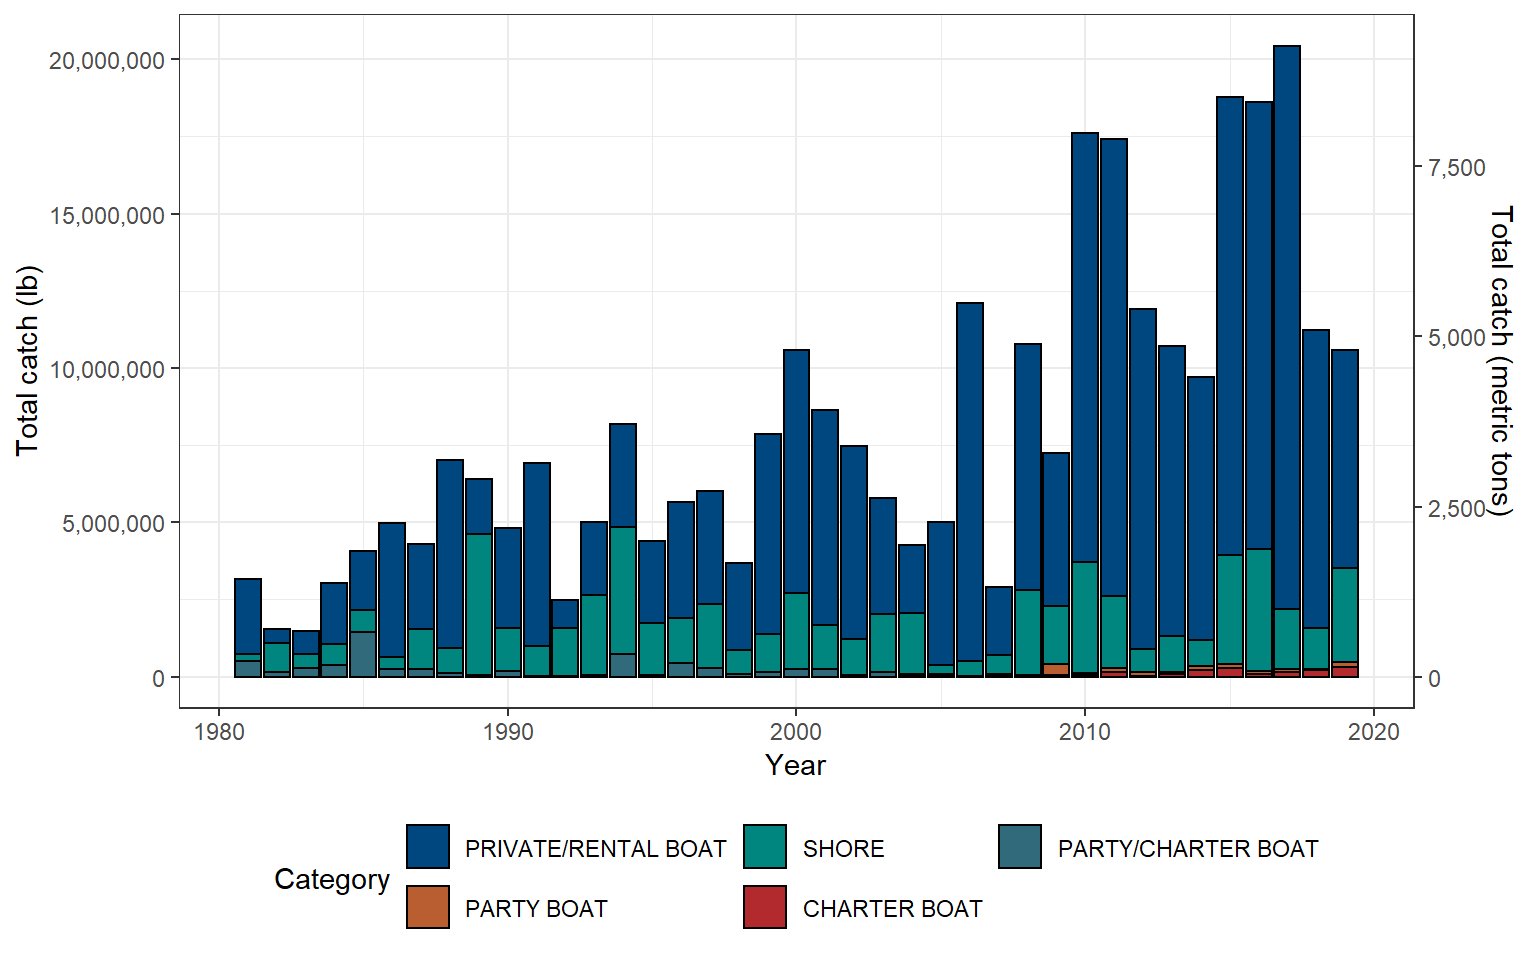 20,000,000
15,000,000
10,000,000
5,000,000
0
Total catch (lb)
7,500
5,000
2,500
0
Total catch (metric tons)
1980 1990 2000 2010 2020
Year
Category
PRIVATE/RENTAL BOAT SHORE PARTY/CHARTER BOAT
PARTY BOAT CHARTER BOAT